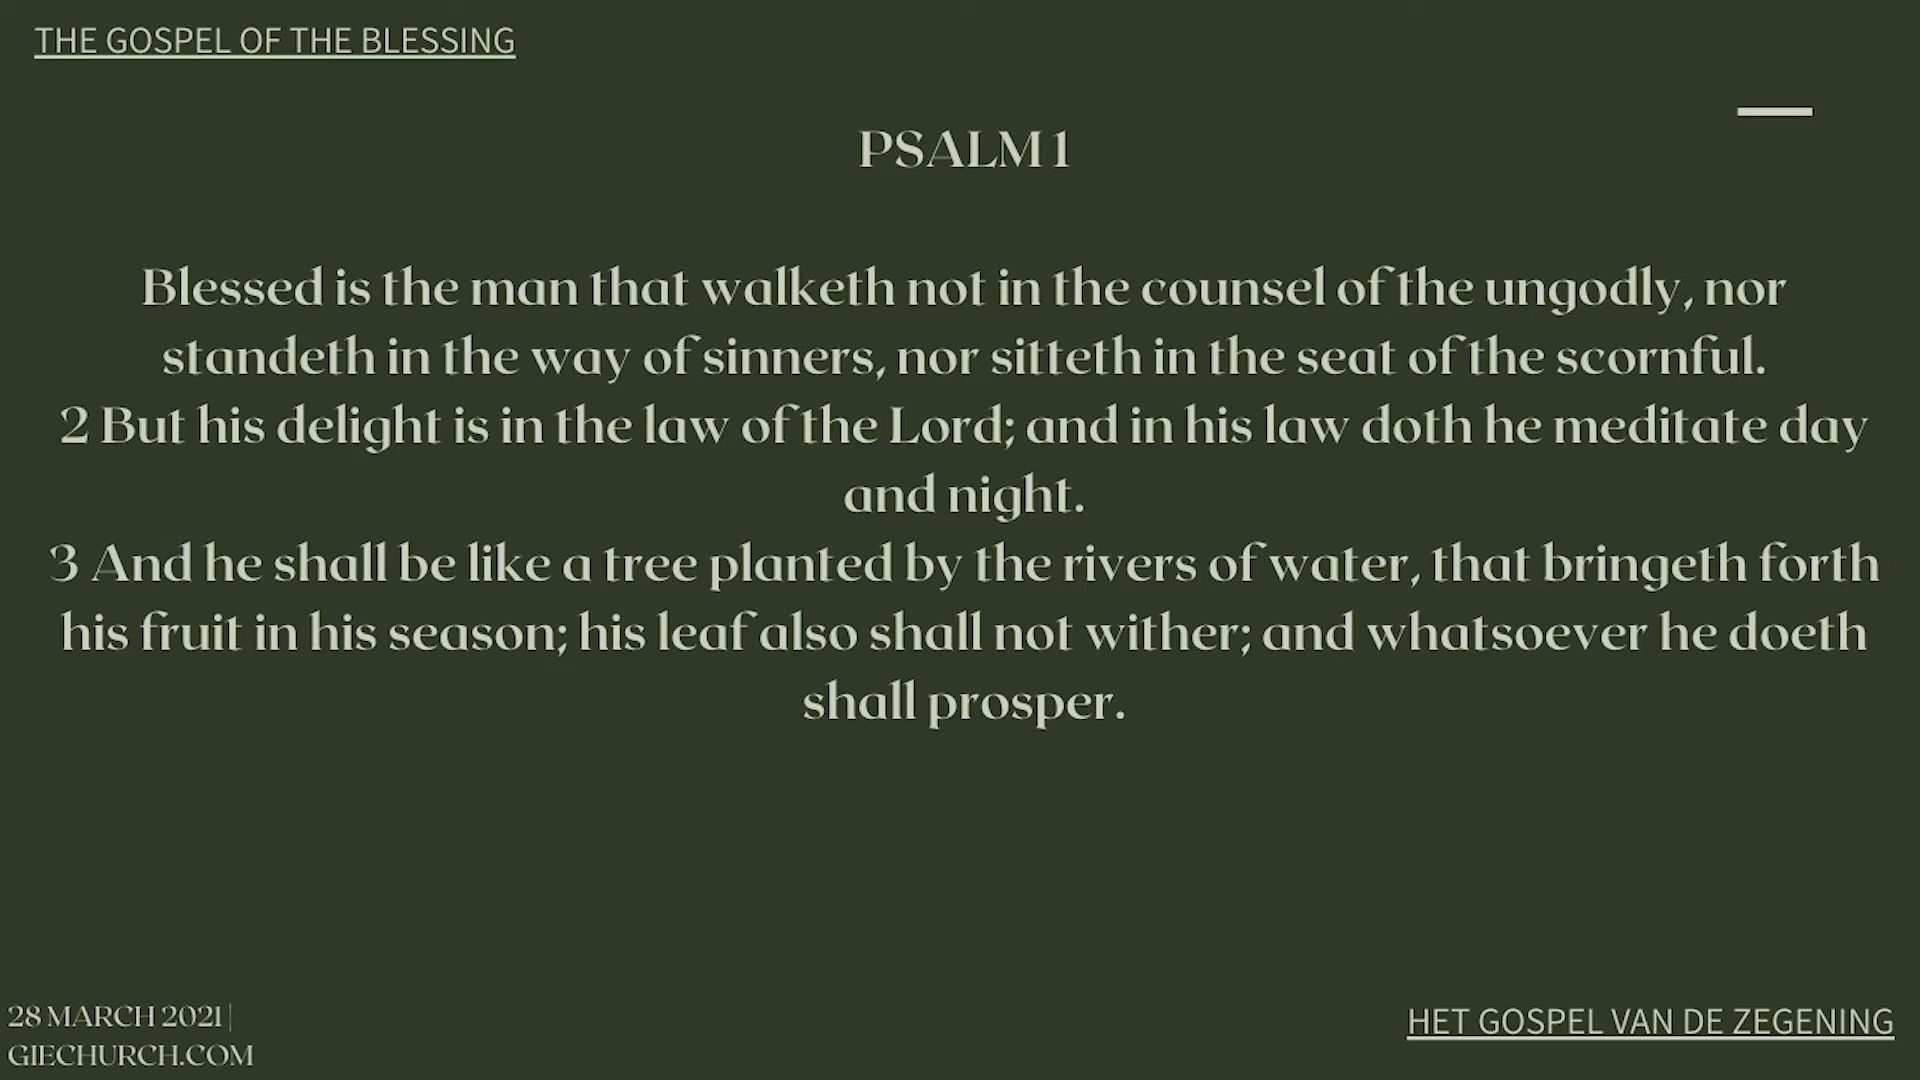 THE GOSPEL OF THE BLESSING
PSALM 1
Blessed is the man that walketh not in the counsel of the ungodly, nor
standeth in the way of sinners, nor sitteth in the seat of the scornful.
2 But his delight is in the law of the Lord; and in his law doth he meditate day
and night.
3 And he shall be like a tree planted by the rivers of water, that bringeth forth
his fruit in his season; his leaf also shall not wither; and whatsoever he doeth
shall prosper.
28 MARCH 2021 |
GIECHURCH.COM
HET GOSPEL VAN DE ZEGENING